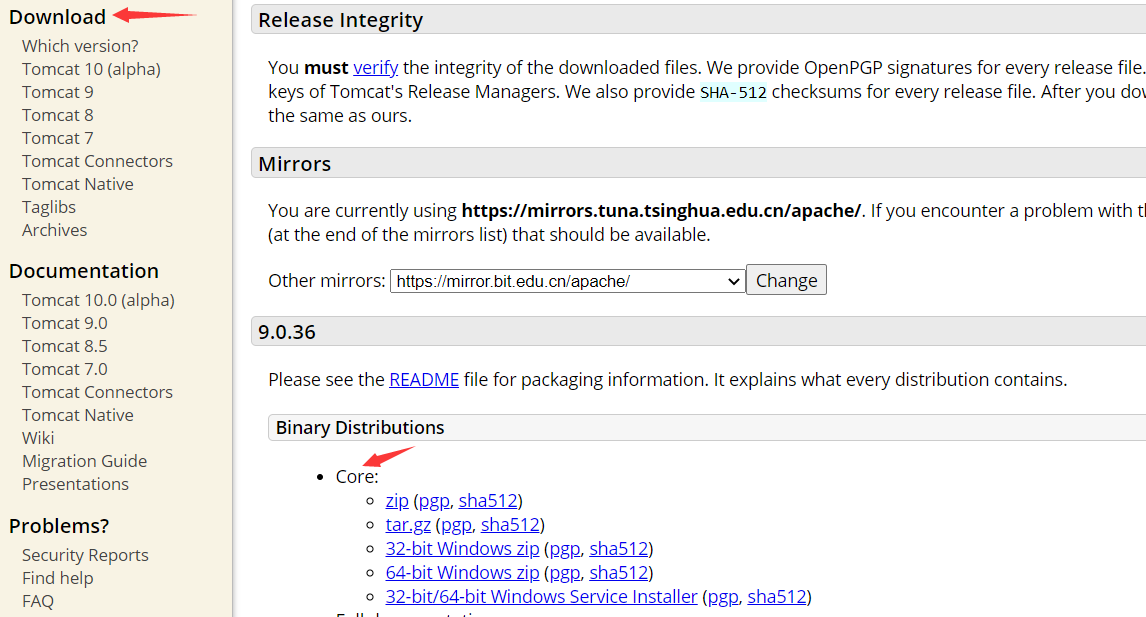 Download
Which version?
Tomcat 10 (alpha)
Tomcat 9
Tomcat 8
Tomcat 7
Tomcat Connectors
Tomcat Native
Taglibs
Archives
Documentation
Tomcat 10.0 (alpha)
Tomcat 9.0
Tomcat 8.5
Tomcat 7.0
Tomcat Connectors
Tomcat Native
Wiki
Migration Guide
Presentations
Problems?
Security Reports
Find help
FAQ
Release Integrity
You must verify the integrity of the downloaded files. We provide OpenPGP signatures for every release file.
keys of Tomcat's Release Managers. We also provide SHA-512 checksums for every release file. After you
the same as ours.
Mirrors
You are currently using https://mirrors.tuna.tsinghua.edu.cn/apache/. If you encounter a problem with
(at the end of the mirrors list) that should be available.
Other mirrors: https://mirror.bit.edu.cn/apache/ Change
9.0.36
Please see the README file for packaging information. It explains what every distribution contains.
Binary Distributions
Core:
zip (pgp, sha512)
tar.gz (pgp, sha512)
32-bit Windows zip (pgp, sha512)
64-bit Windows zip (pgp, sha512)
32-bit/64-bit Windows Service Installer (pgp, sha512)